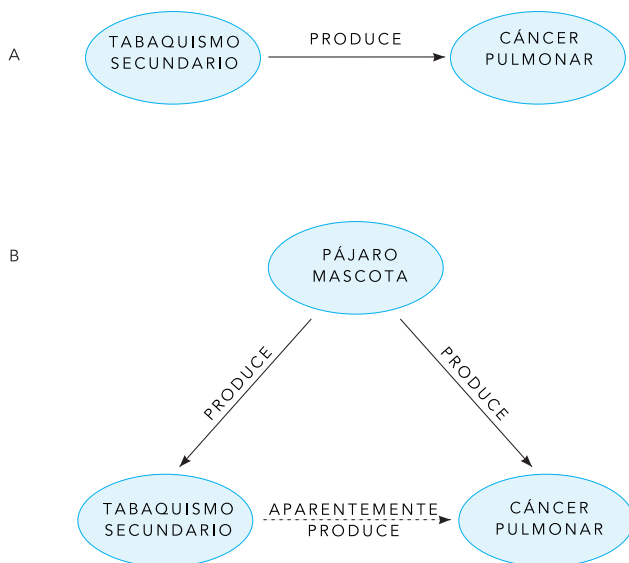 A
TABAQUISMO
SECUNDARIO
PRODUCE
CÁNCER
PULMONAR
B
PÁJARO
MASCOTA
PRODUCE
PRODUCE
TABAQUISMO
SECUNDARIO
APARENTEMENTE
PRODUCE
CÁNCER
PULMONAR